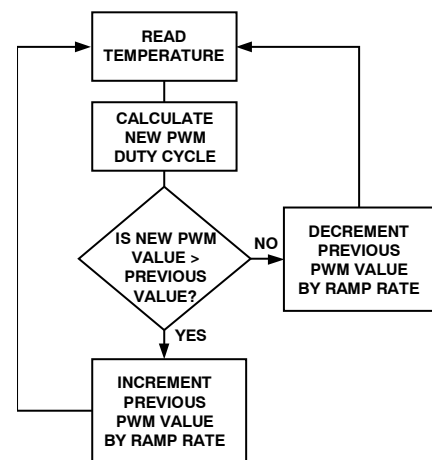 READ
TEMPERATURE
CALCULATE
NEW PWM
DUTY CYCLE
IS NEW PWM
VALUE >
PREVIOUS
VALUE?
NO
DECREMENT
PREVIOUS
PWM VALUE
BY RAMP RATE
YES
INCREMENT
PREVIOUS
PWM VALUE
BY RAMP RATE